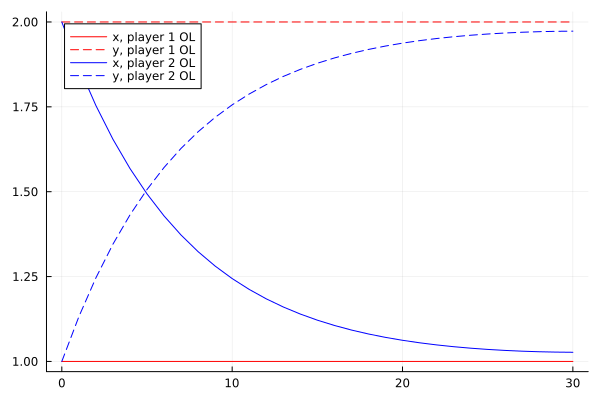 2.00
x, player 1 OL
y, player 1 OL
x, player 2 OL
y, player 2 OL
1.75
1.50
1.25
1.00
0 10 20 30